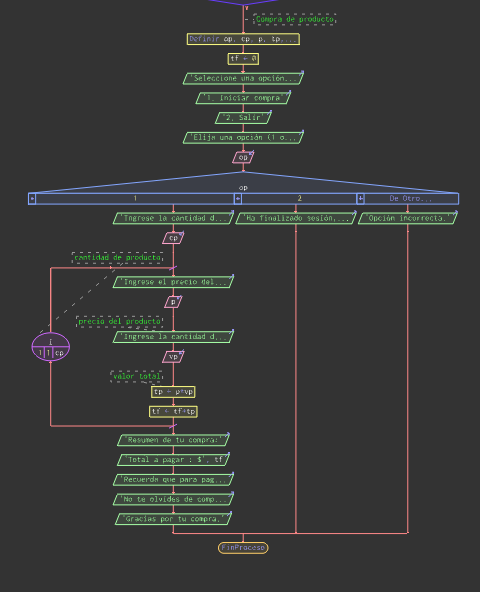 Compra de producto,
Definir op, cp, p, tp,...
tf ← 0
'Seleccione una opción...
'1. Iniciar compra'
'2. Salir'
'Elija una opción (1 o...
op
op
1
2
De Otro...
'Ingrese la cantidad d...
'Ha finalizado sesión,...
'Opción incorrecta...
cp
cantidad de producto,
'Ingrese el precio del...
p
precio del producto
i
1 1 cp
'Ingrese la cantidad d...
vp
valor total,
tp ← p*vp
tf ← tf+tp
'Resumen de tu compra:'
'Total a pagar : $', tf
'Recuerda que para pag...
'No te olvides de comp...
'Gracias por tu compra.'
FinProceso